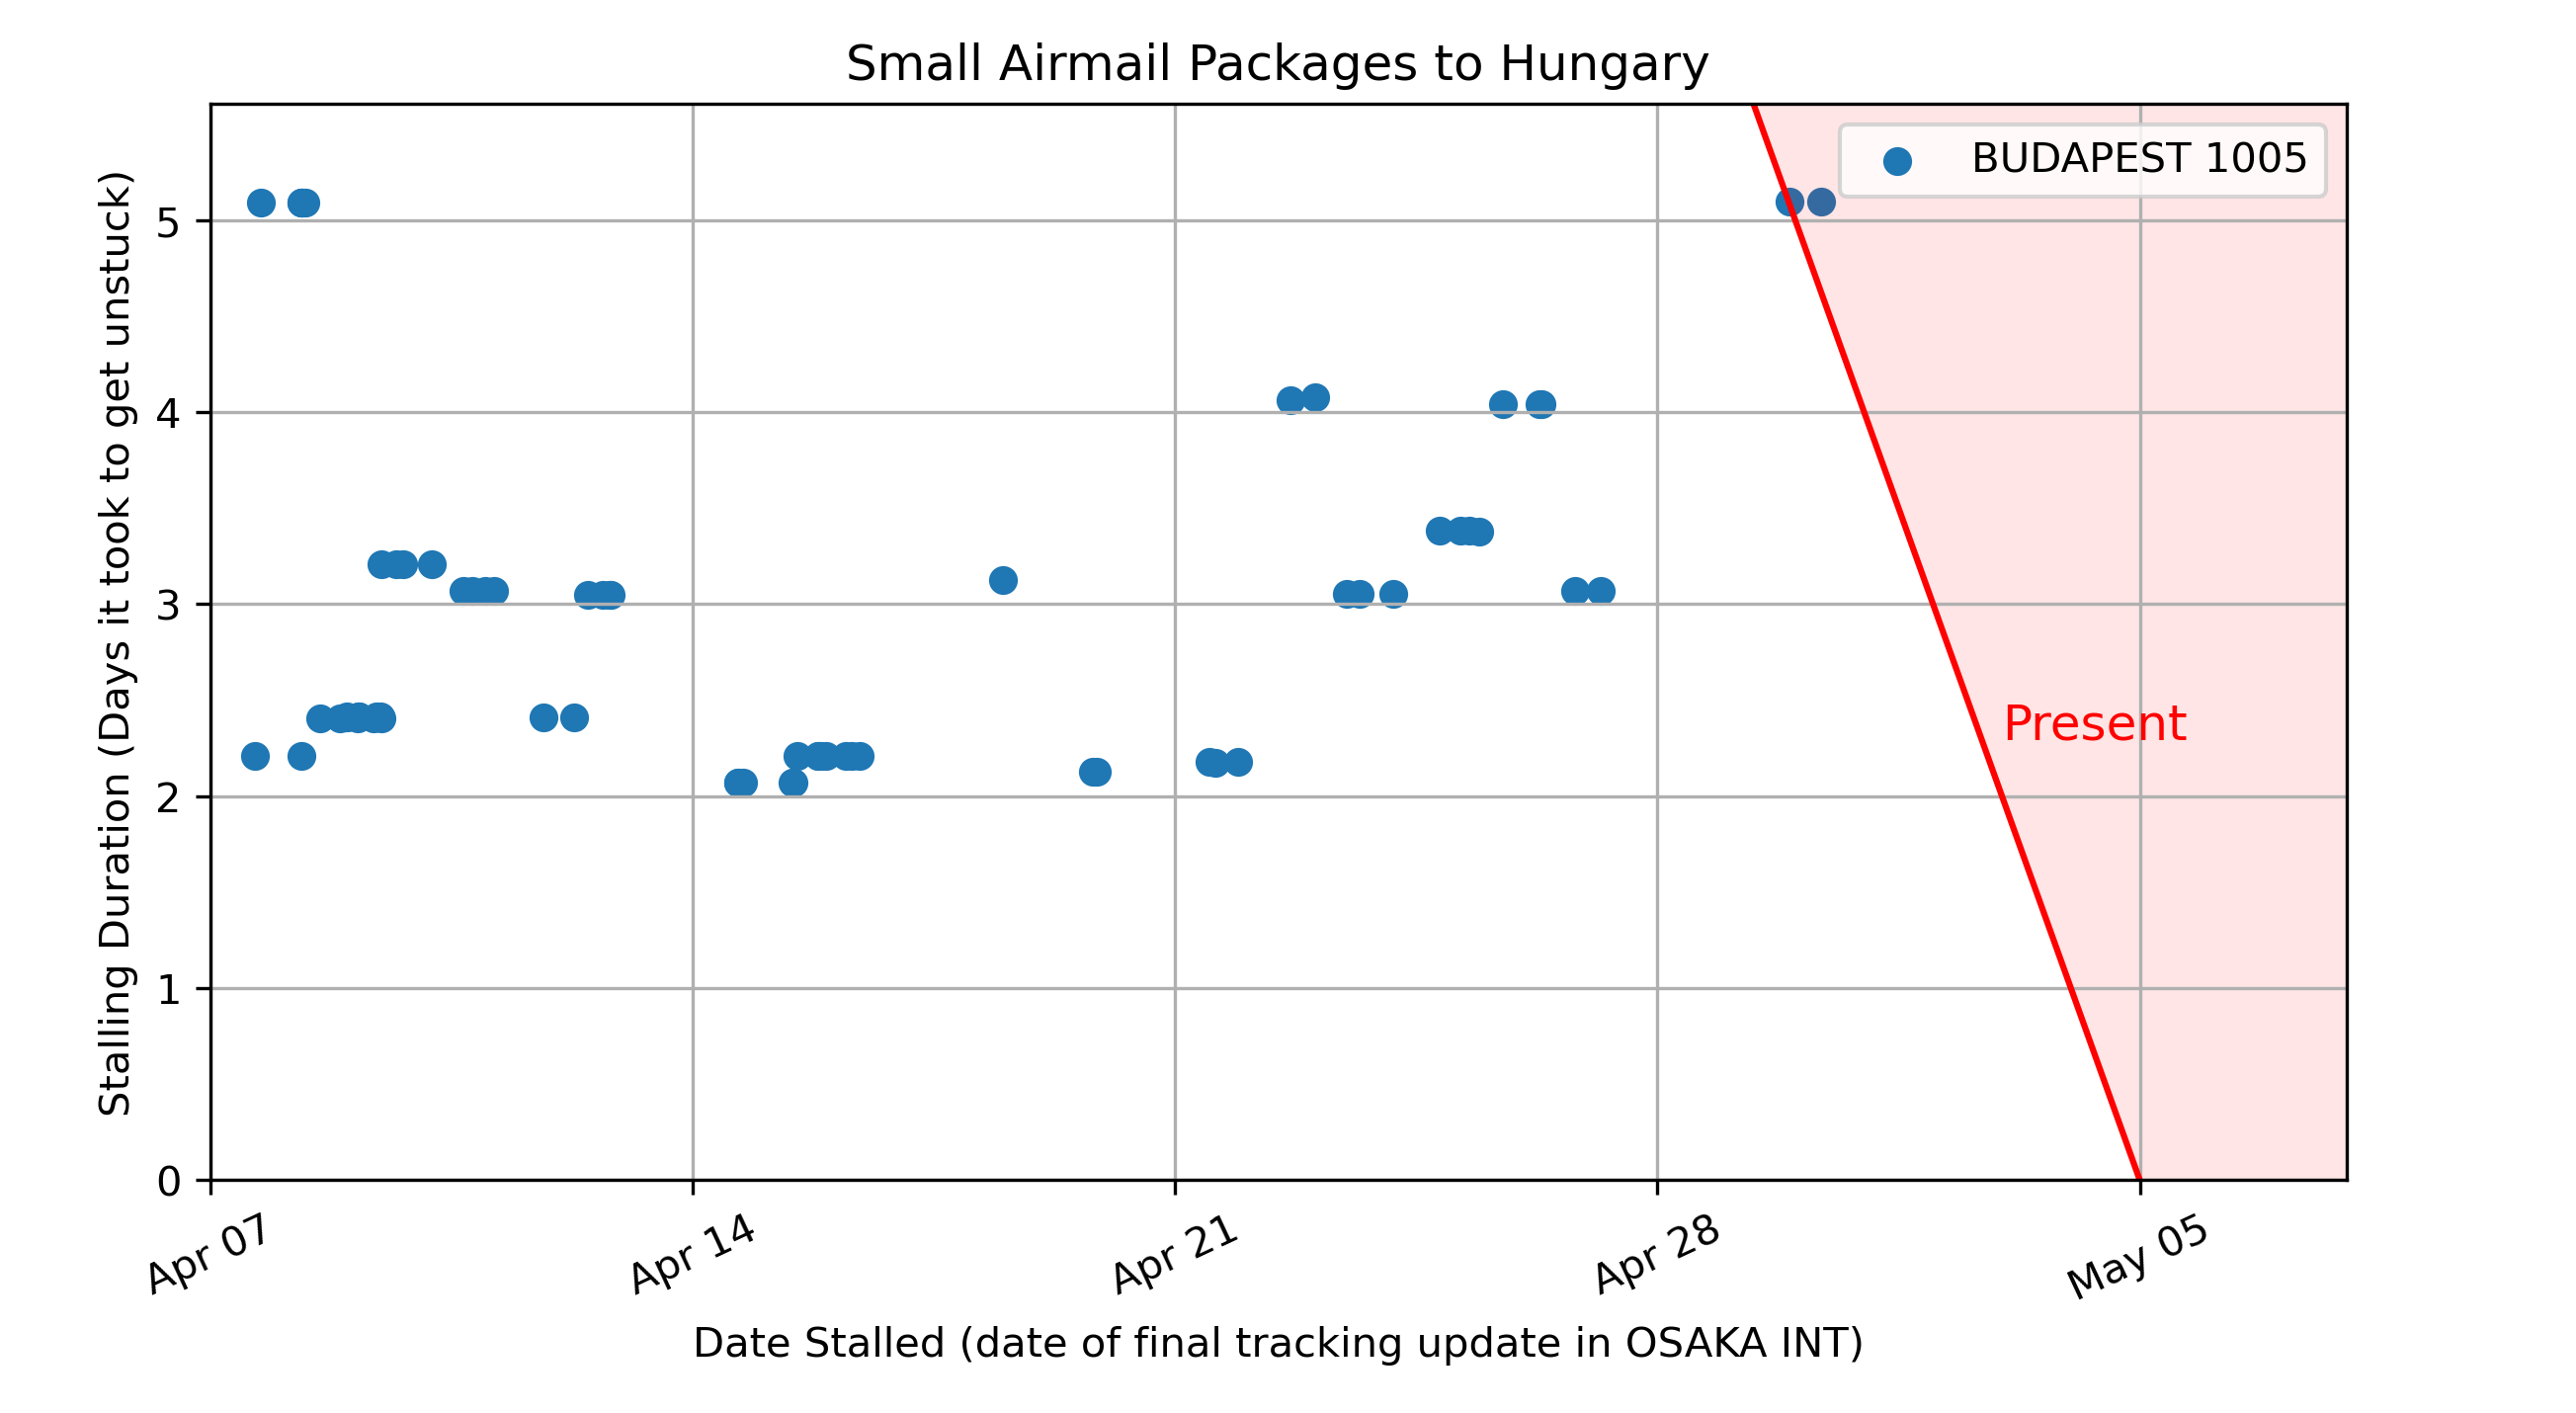 Small Airmail Packages to Hungary
BUDAPEST 1005
Stalling Duration (Days it took to get unstuck)
5
4
3
2
1
0
Present
Apr 07
Apr 14
Apr 21
Apr 28
May 05
Date Stalled (date of final tracking update in OSAKA INT)